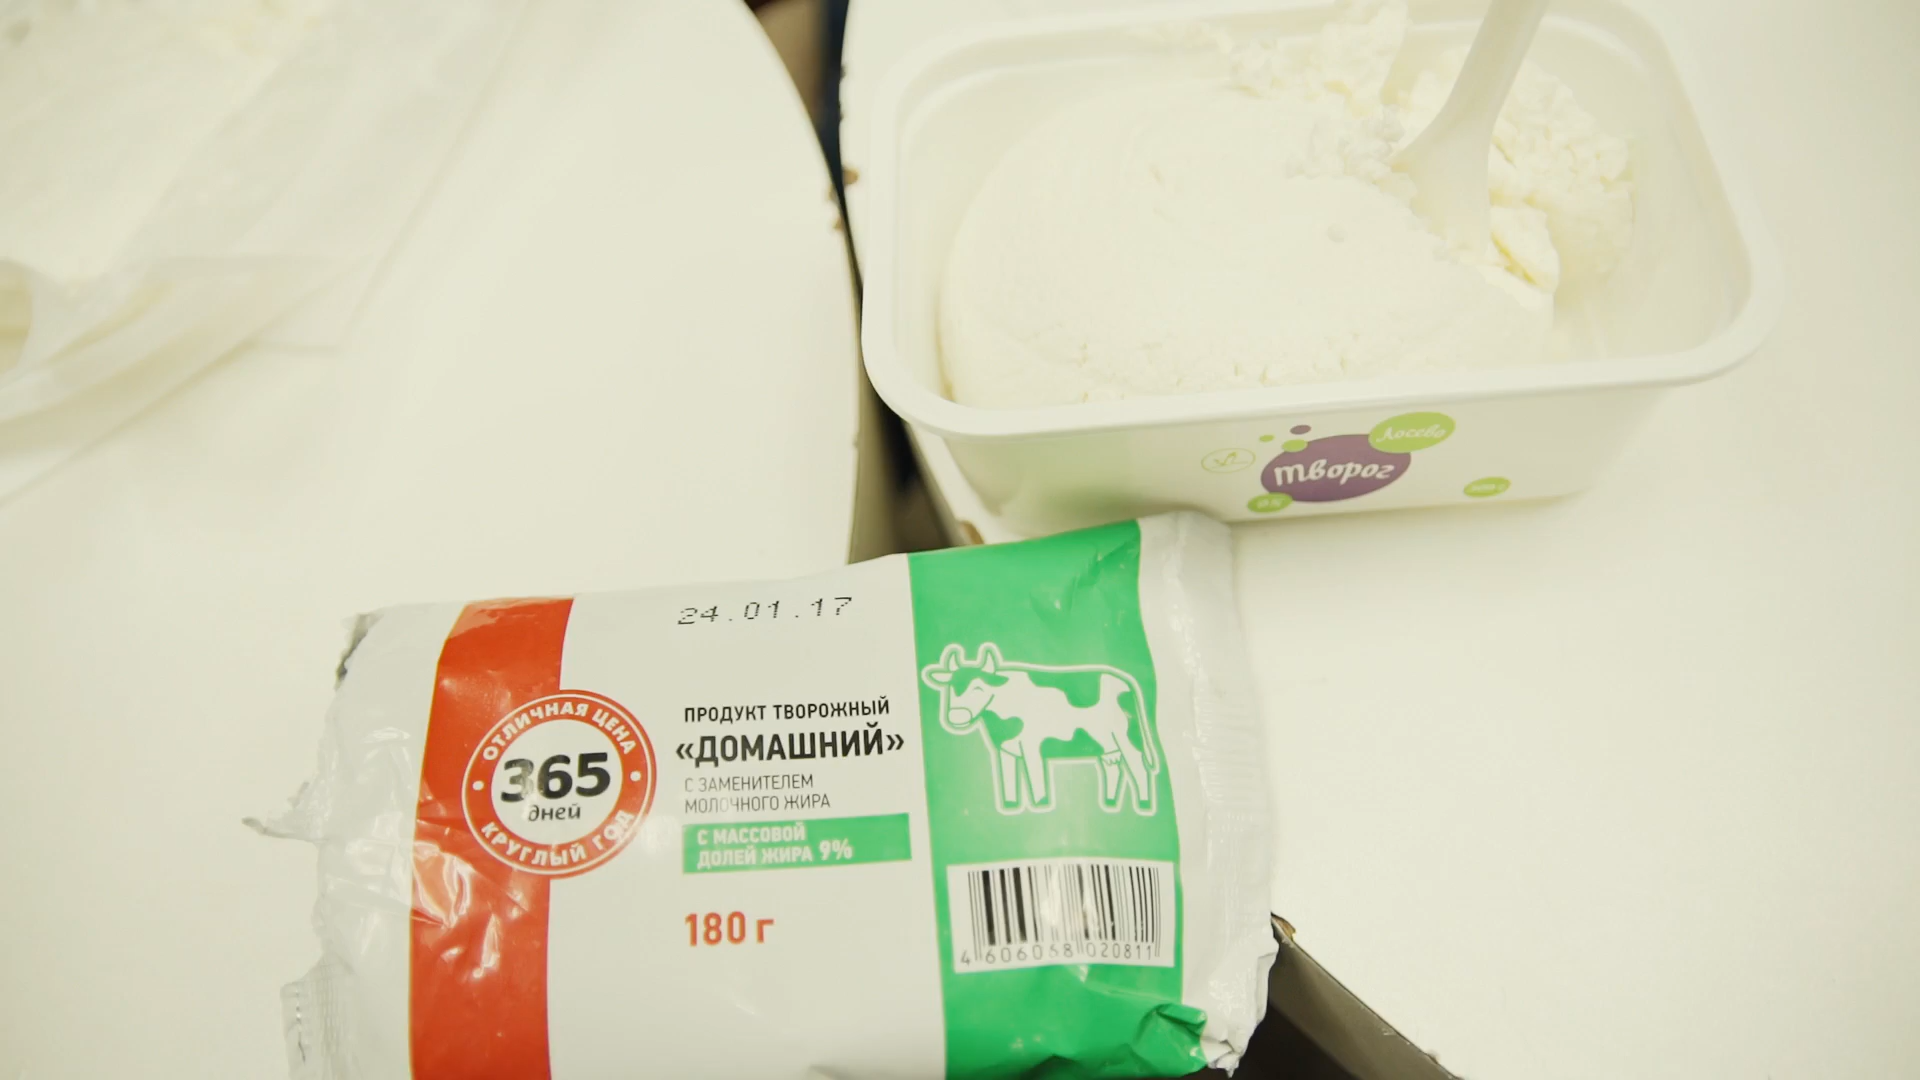 Лосево
творог
24.01.17
ОТЛИЧНАЯ ЦЕНА
365
дней
КРУГЛЫЙ ГОД
ПРОДУКТ ТВОРОЖНЫЙ
«ДОМАШНИЙ»
С ЗАМЕНИТЕЛЕМ
МОЛОЧНОГО ЖИРА
С МАССОВОЙ
ДОЛЕЙ ЖИРА 9%
180 г
4 606068 020811